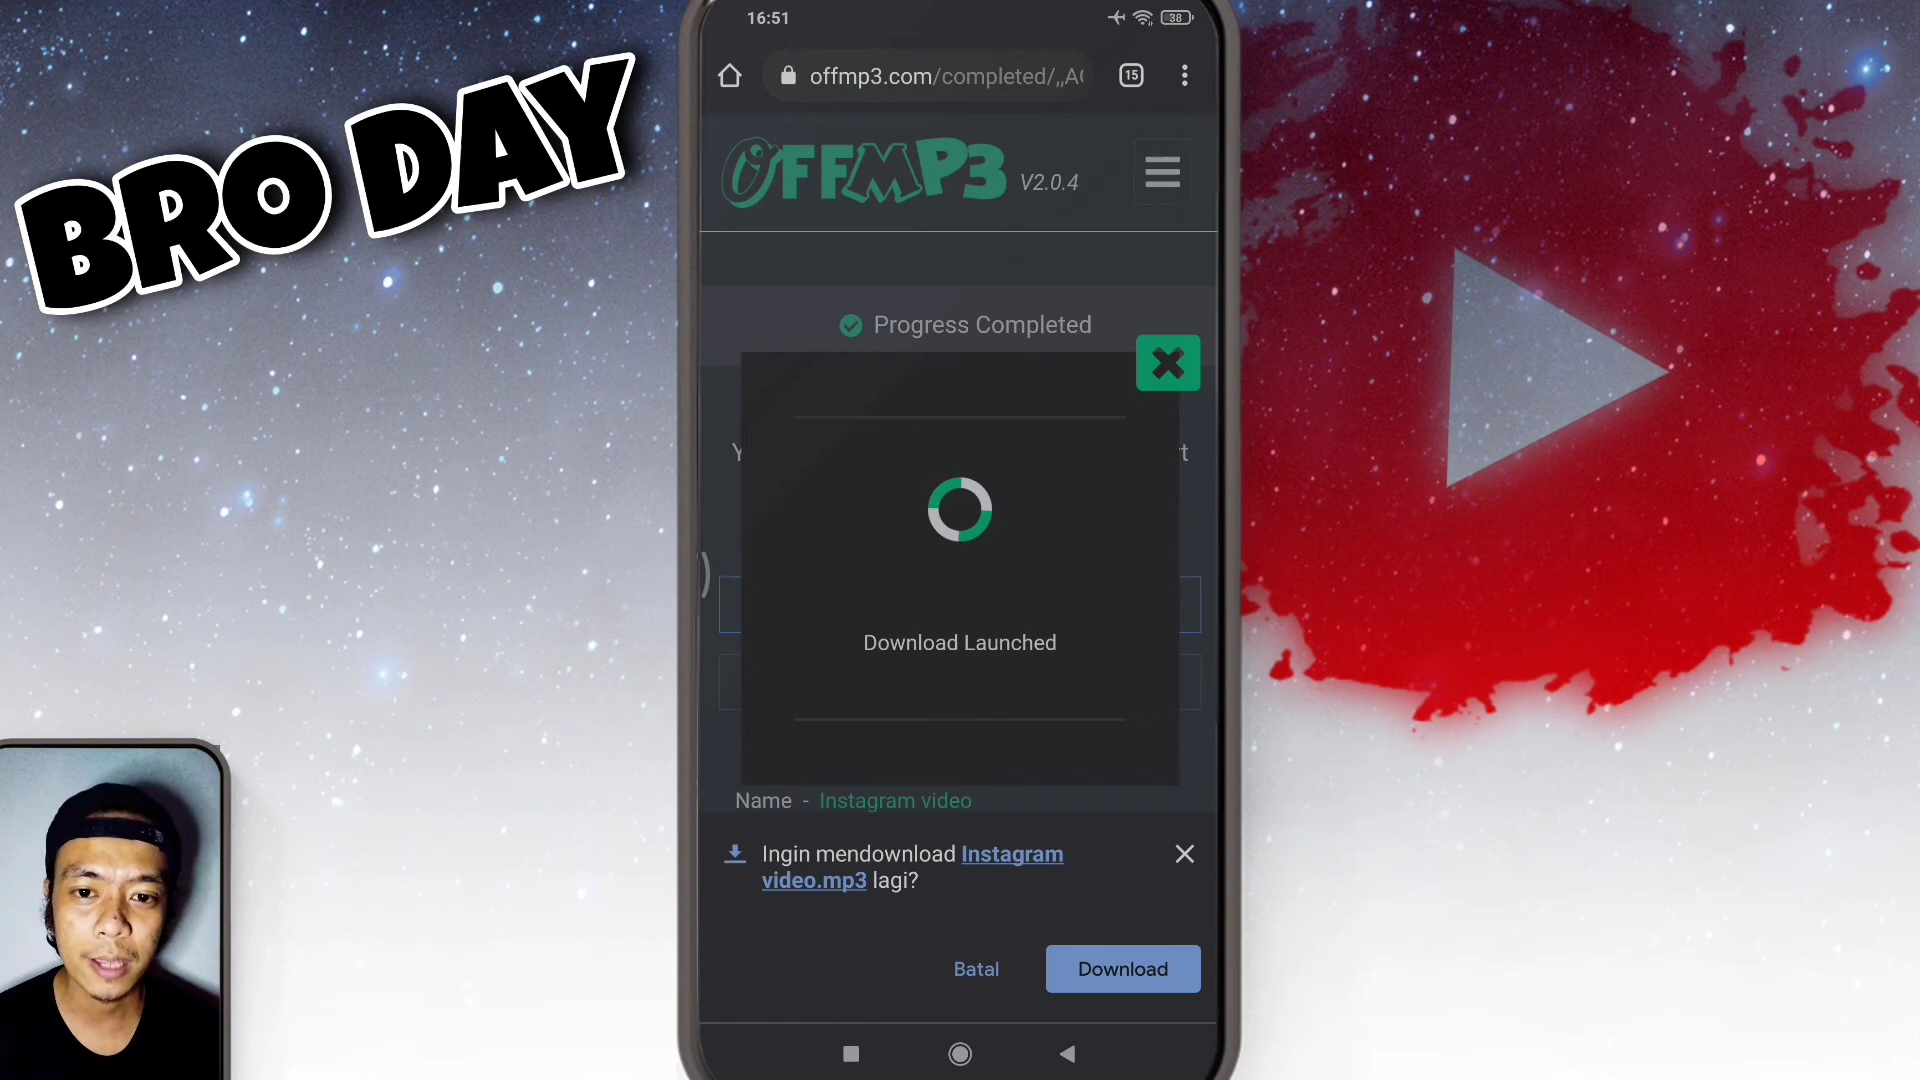 BRO DAY
16:51
38
offmp3.com/completed/,,A
15
OFFMP3 V2.0.4
Progress Completed
Download Launched
Name - Instagram video
Ingin mendownload Instagram
video.mp3 lagi?
Batal
Download